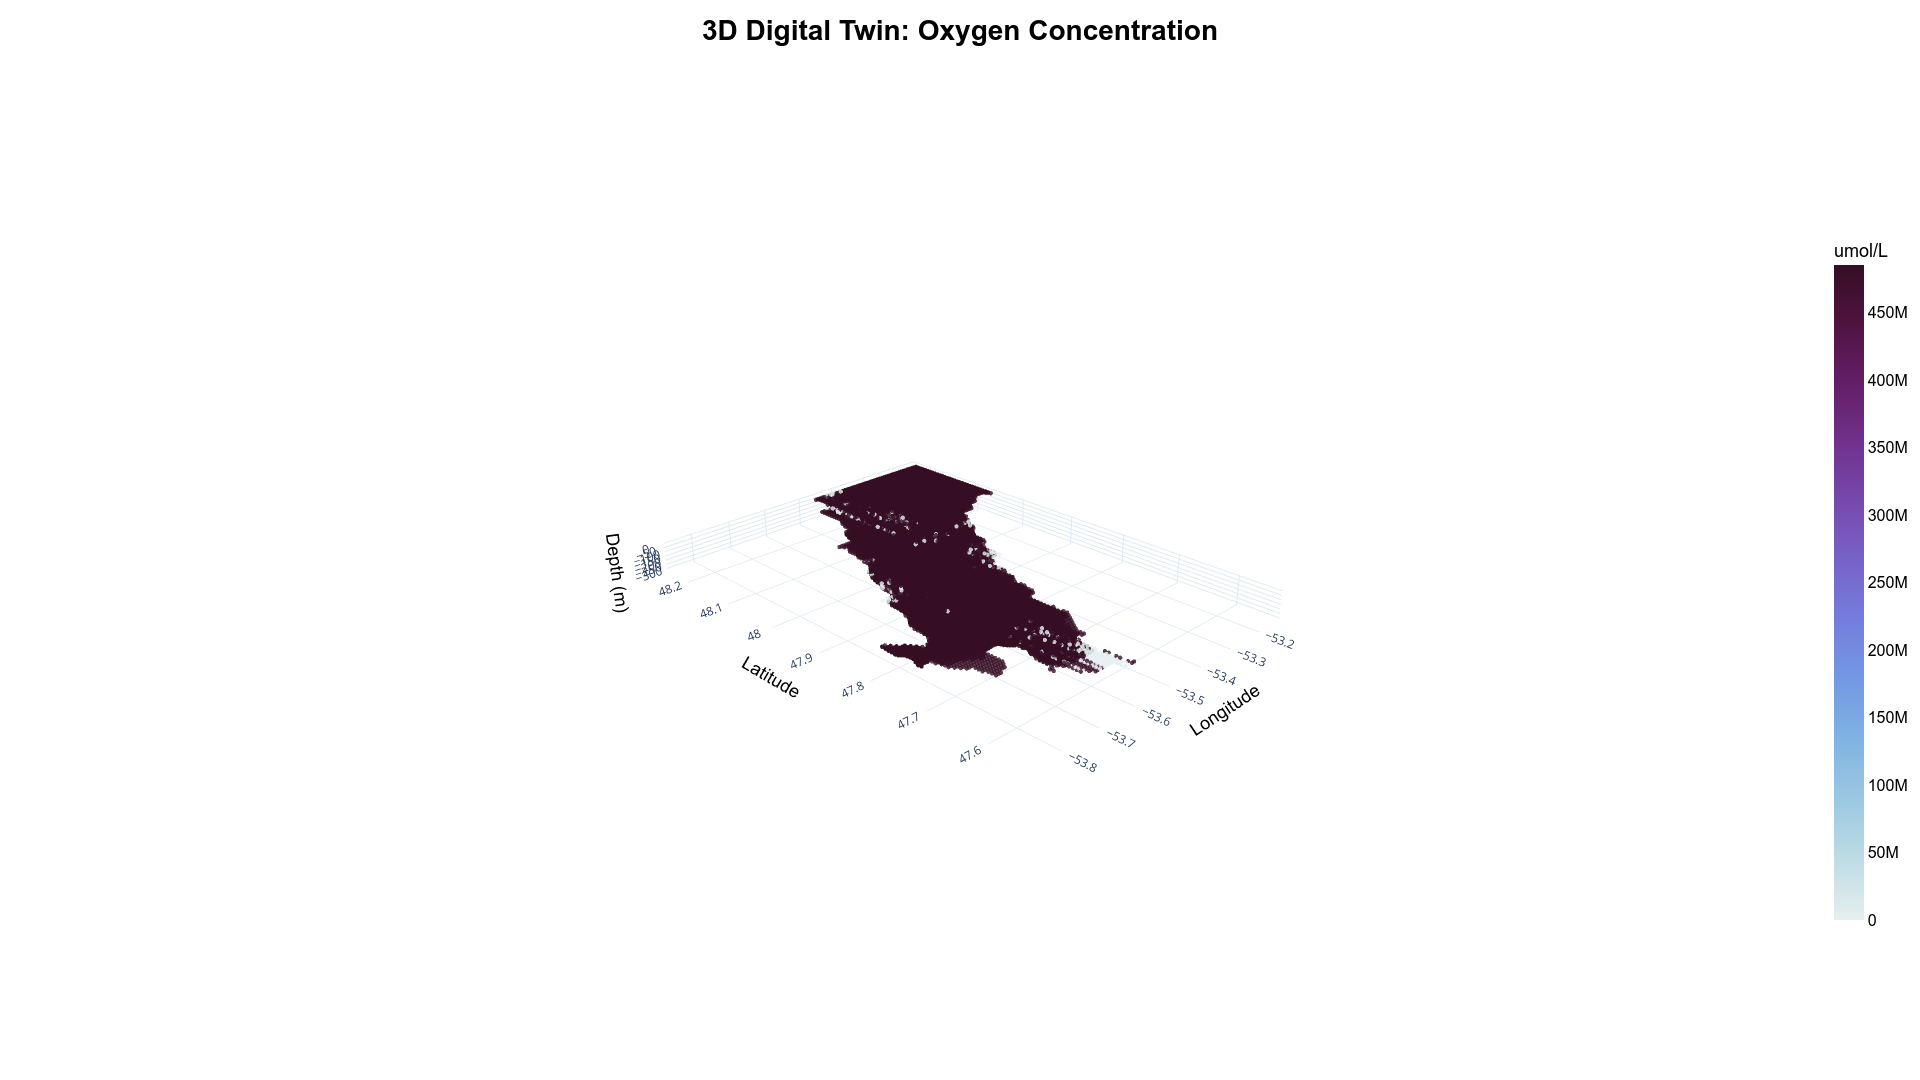 3D Digital Twin: Oxygen Concentration
umol/L
450M
400M
350M
300M
250M
200M
150M
100M
50M
0
Depth (m)
0
48.2
48.1
48
47.9
47.8
47.7
47.6
Latitude
−53.2
−53.3
−53.4
−53.5
−53.6
−53.7
−53.8
Longitude